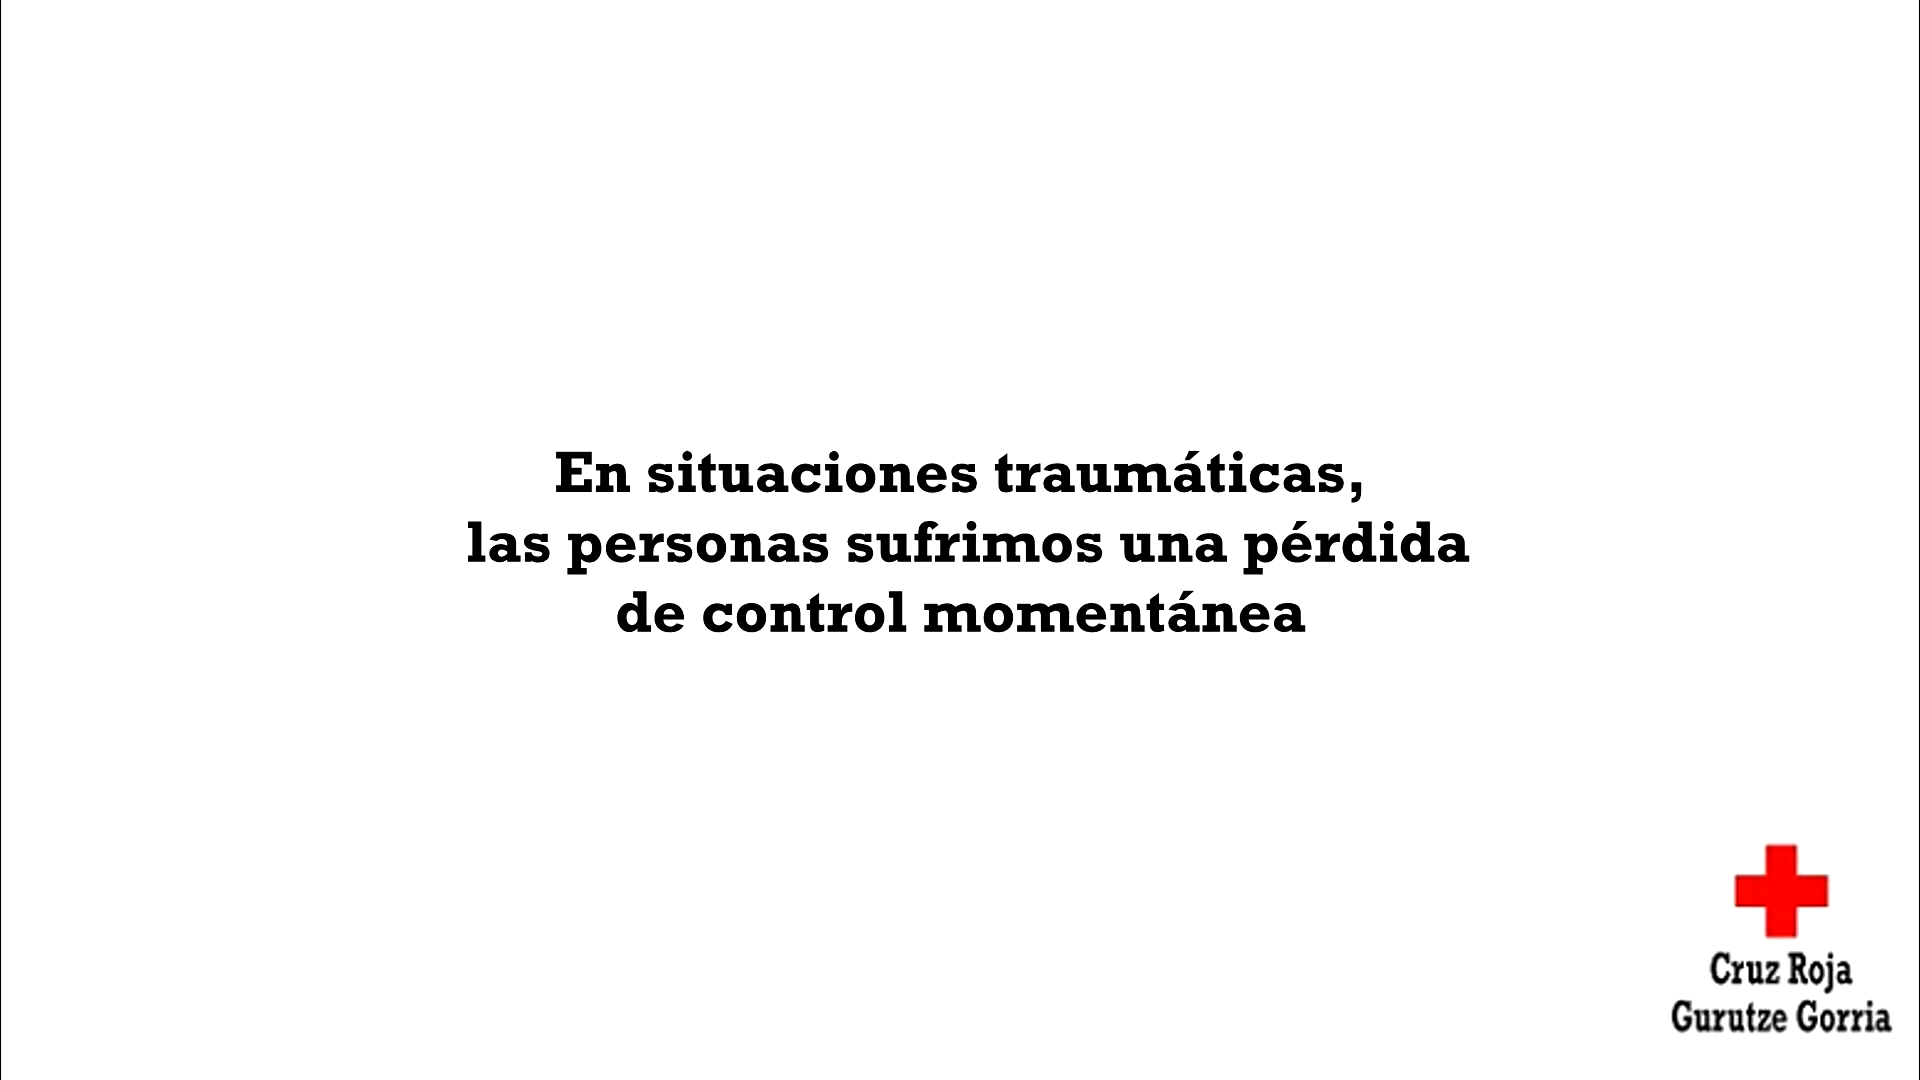 En situaciones traumáticas,
las personas sufrimos una pérdida
de control momentánea
Cruz Roja
Gurutze Gorria